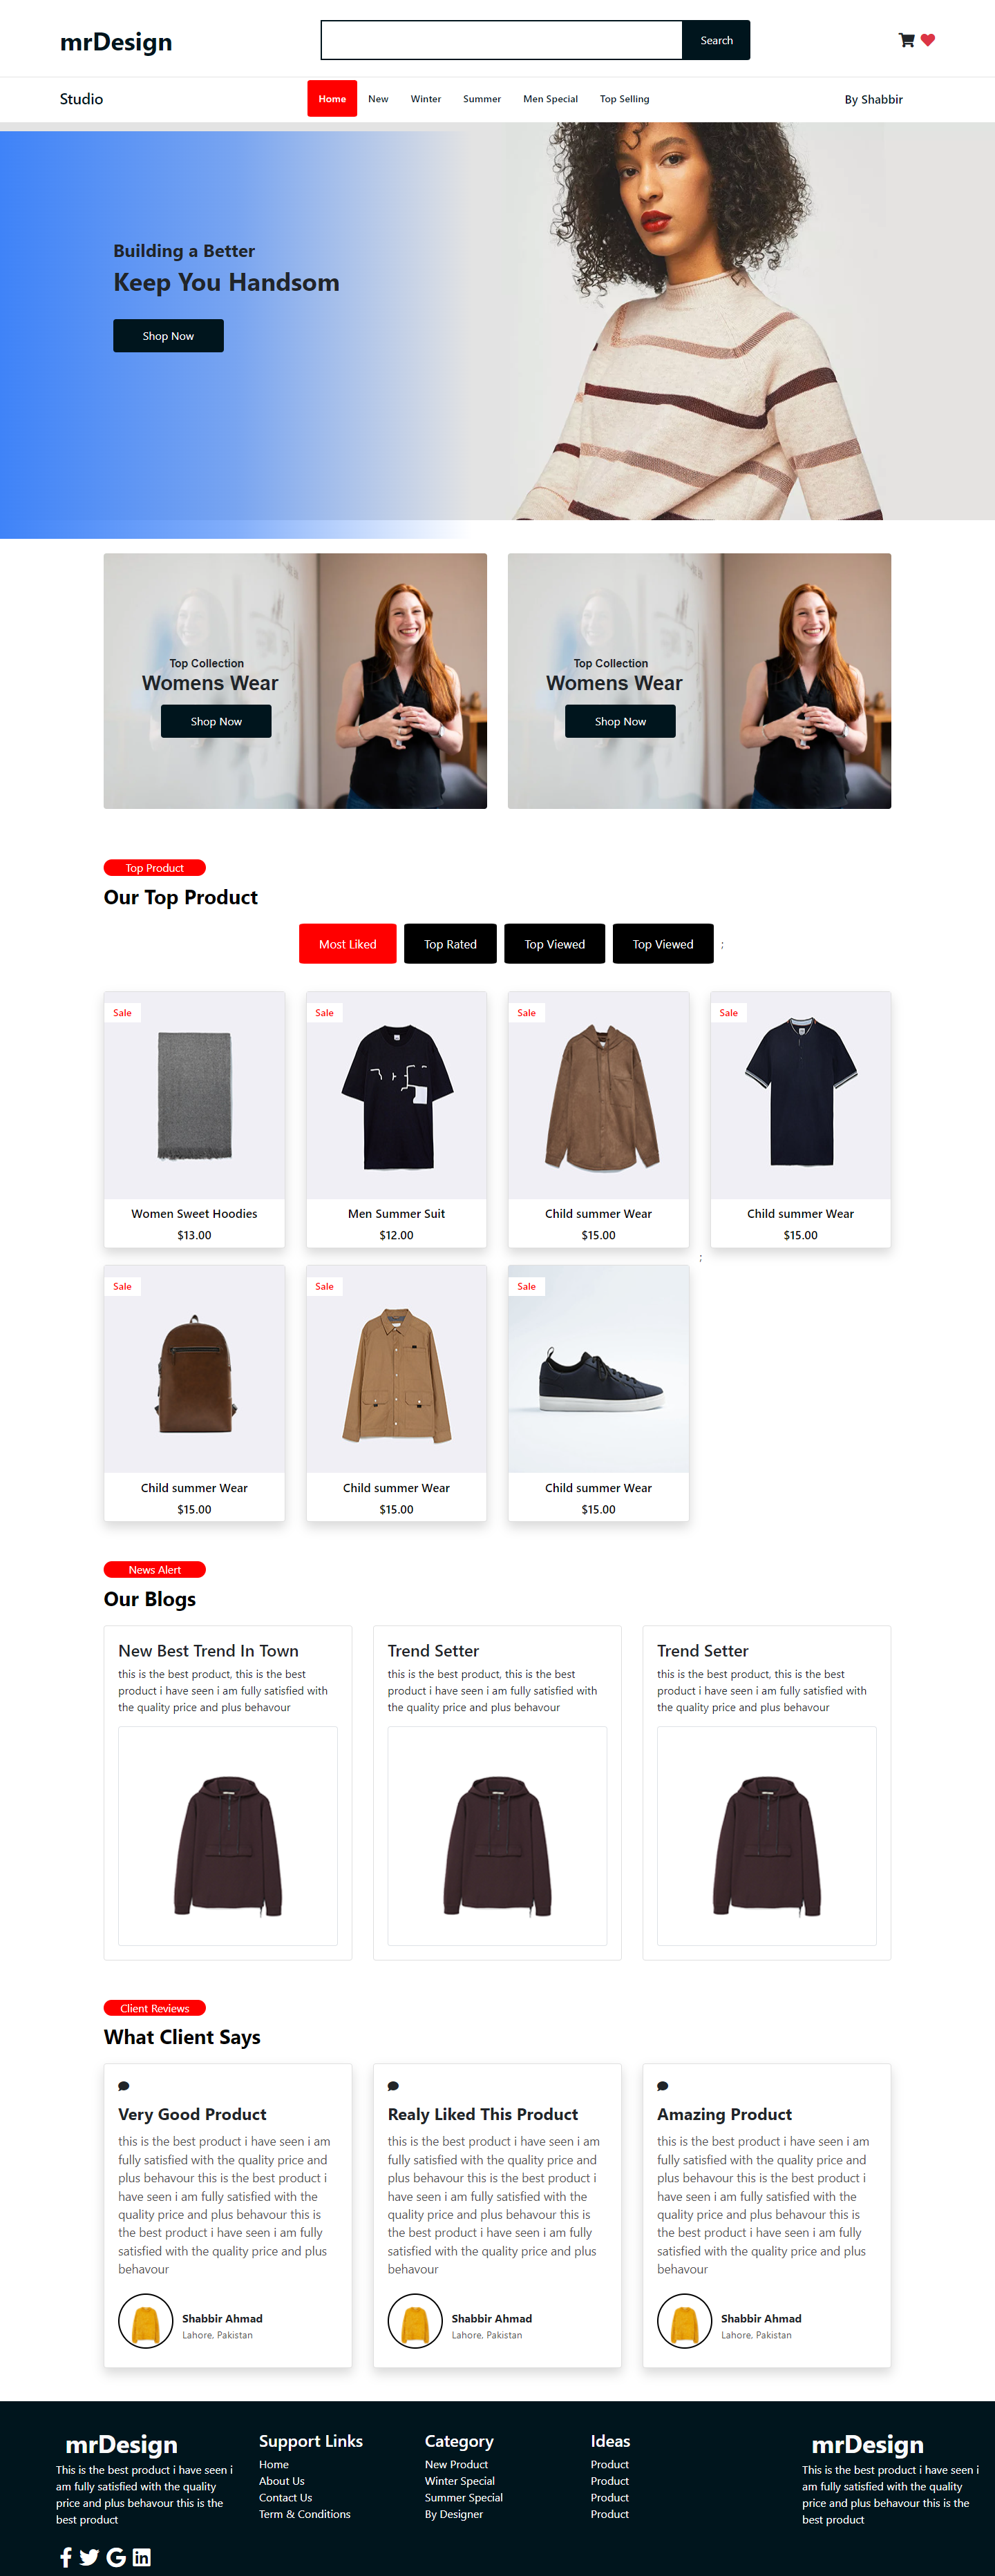 mrDesign
Search
Studio
Home New Winter Summer Men Special Top Selling
By Shabbir
Building a Better
Keep You Handsom
Shop Now
Top Collection
Womens Wear
Shop Now
Top Collection
Womens Wear
Shop Now
Top Product
Our Top Product
Most Liked Top Rated Top Viewed Top Viewed ;
Sale
Women Sweet Hoodies
$13.00
Sale
Men Summer Suit
$12.00
Sale
Child summer Wear
$15.00
Sale
Child summer Wear
$15.00
;
Sale
Child summer Wear
$15.00
Sale
Child summer Wear
$15.00
Sale
Child summer Wear
$15.00
News Alert
Our Blogs
New Best Trend In Town
this is the best product, this is the best
product i have seen i am fully satisfied with
the quality price and plus behavour
Trend Setter
this is the best product, this is the best
product i have seen i am fully satisfied with
the quality price and plus behavour
Trend Setter
this is the best product, this is the best
product i have seen i am fully satisfied with
the quality price and plus behavour
Client Reviews
What Client Says
Very Good Product
this is the best product i have seen i am
fully satisfied with the quality price and
plus behavour this is the best product i
have seen i am fully satisfied with the
quality price and plus behavour this is
the best product i have seen i am fully
satisfied with the quality price and plus
behavour
Shabbir Ahmad
Lahore, Pakistan
Realy Liked This Product
this is the best product i have seen i am
fully satisfied with the quality price and
plus behavour this is the best product i
have seen i am fully satisfied with the
quality price and plus behavour this is
the best product i have seen i am fully
satisfied with the quality price and plus
behavour
Shabbir Ahmad
Lahore, Pakistan
Amazing Product
this is the best product i have seen i am
fully satisfied with the quality price and
plus behavour this is the best product i
have seen i am fully satisfied with the
quality price and plus behavour this is
the best product i have seen i am fully
satisfied with the quality price and plus
behavour
Shabbir Ahmad
Lahore, Pakistan
mrDesign
This is the best product i have seen i
am fully satisfied with the quality
price and plus behavour this is the
best product
Support Links
Home
About Us
Contact Us
Term & Conditions
Category
New Product
Winter Special
Summer Special
By Designer
Ideas
Product
Product
Product
Product
mrDesign
This is the best product i have seen i
am fully satisfied with the quality
price and plus behavour this is the
best product